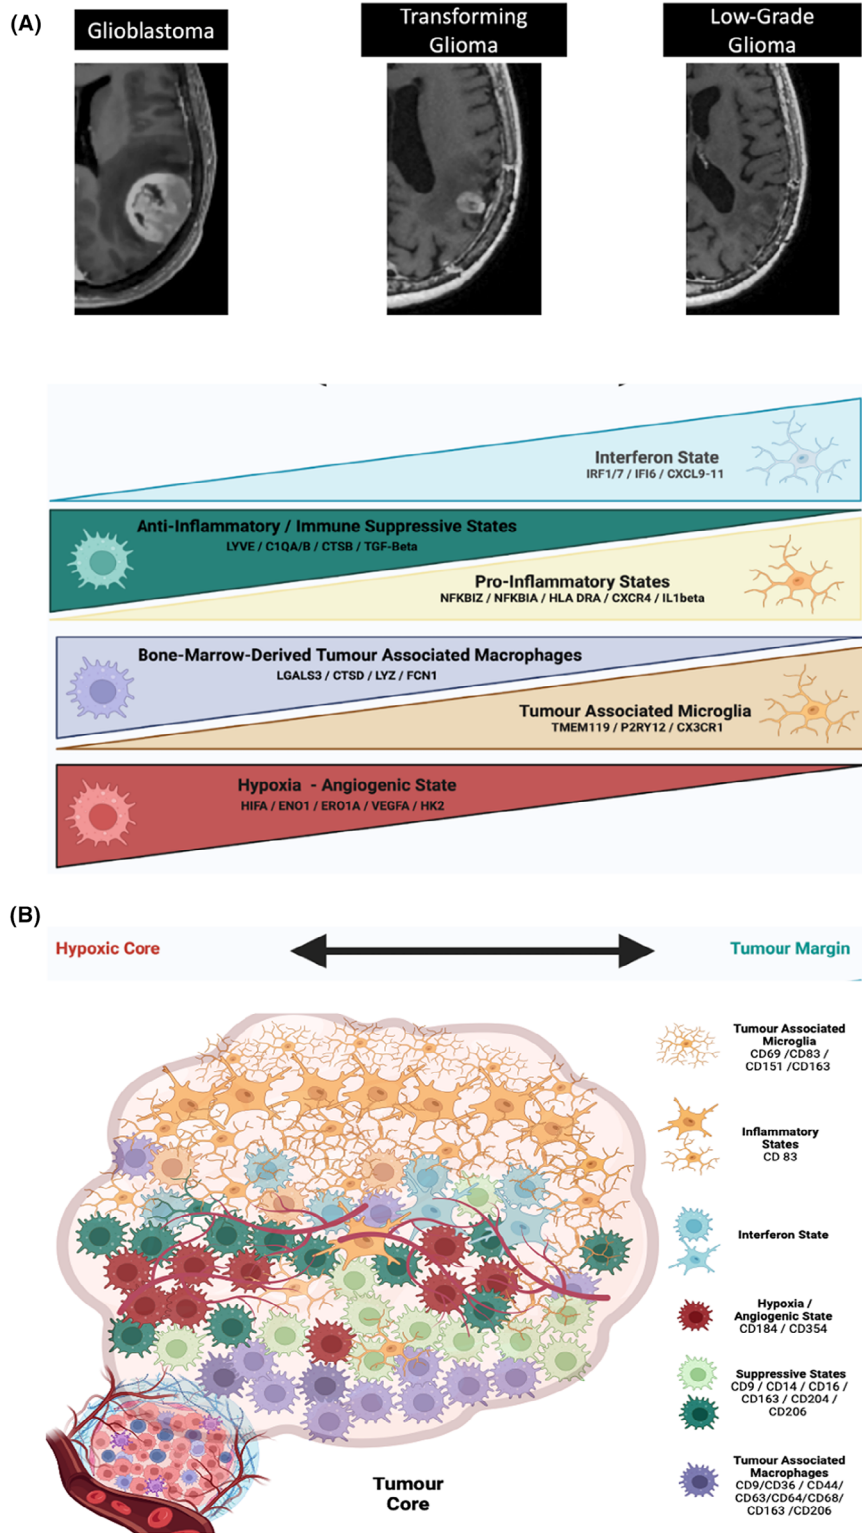 (A)
Glioblastoma
Transforming
Glioma
Low-Grade
Glioma
Interferon State
IRF1/7 / IFI6 / CXCL9-11
Anti-Inflammatory / Immune Suppressive States
LYVE / C1QA/B / CTSB / TGF-Beta
Pro-Inflammatory States
NFKBIZ / NFKBIA / HLA DRA / CXCR4 / IL1beta
Bone-Marrow-Derived Tumour Associated Macrophages
LGALS3 / CTSD / LYZ / FCN1
Tumour Associated Microglia
TMEM119 / P2RY12 / CX3CR1
Hypoxia - Angiogenic State
HIFA / ENO1 / ERO1A / VEGFA / HK2
(B)
Hypoxic Core
Tumour Margin
Tumour Associated
Microglia
CD69 /CD83 /
CD151 /CD163
Inflammatory
States
CD 83
Interferon State
Hypoxia /
Angiogenic State
CD184 / CD354
Suppressive States
CD9 / CD14 / CD16 /
CD163 / CD204 /
CD206
Tumour Associated
Macrophages
CD9/CD36 / CD44/
CD63/CD64/CD68/
CD163 /CD206
Tumour
Core